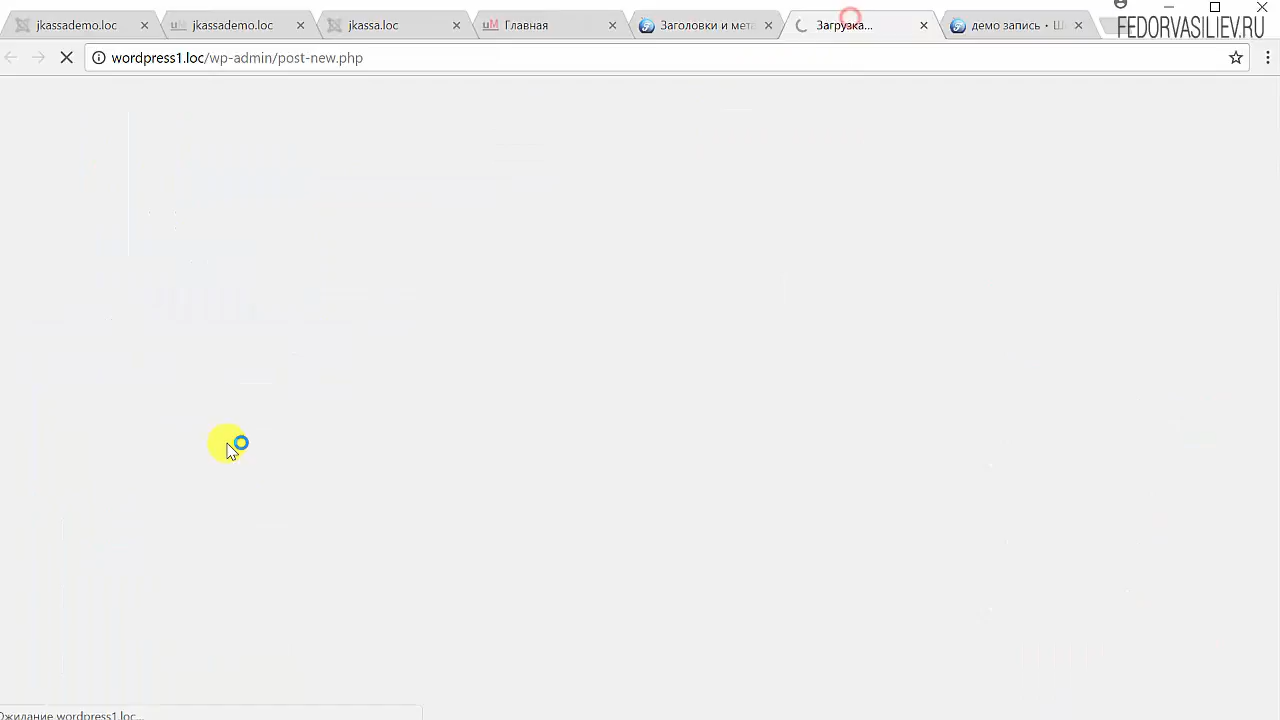 jkassademo.loc
jkassademo.loc
jkassa.loc
Главная
Заголовки и мета
Загрузка...
демо запись • Ш
FEDORVASILIEV.RU
wordpress1.loc/wp-admin/post-new.php
Ожидание wordpress1.loc...